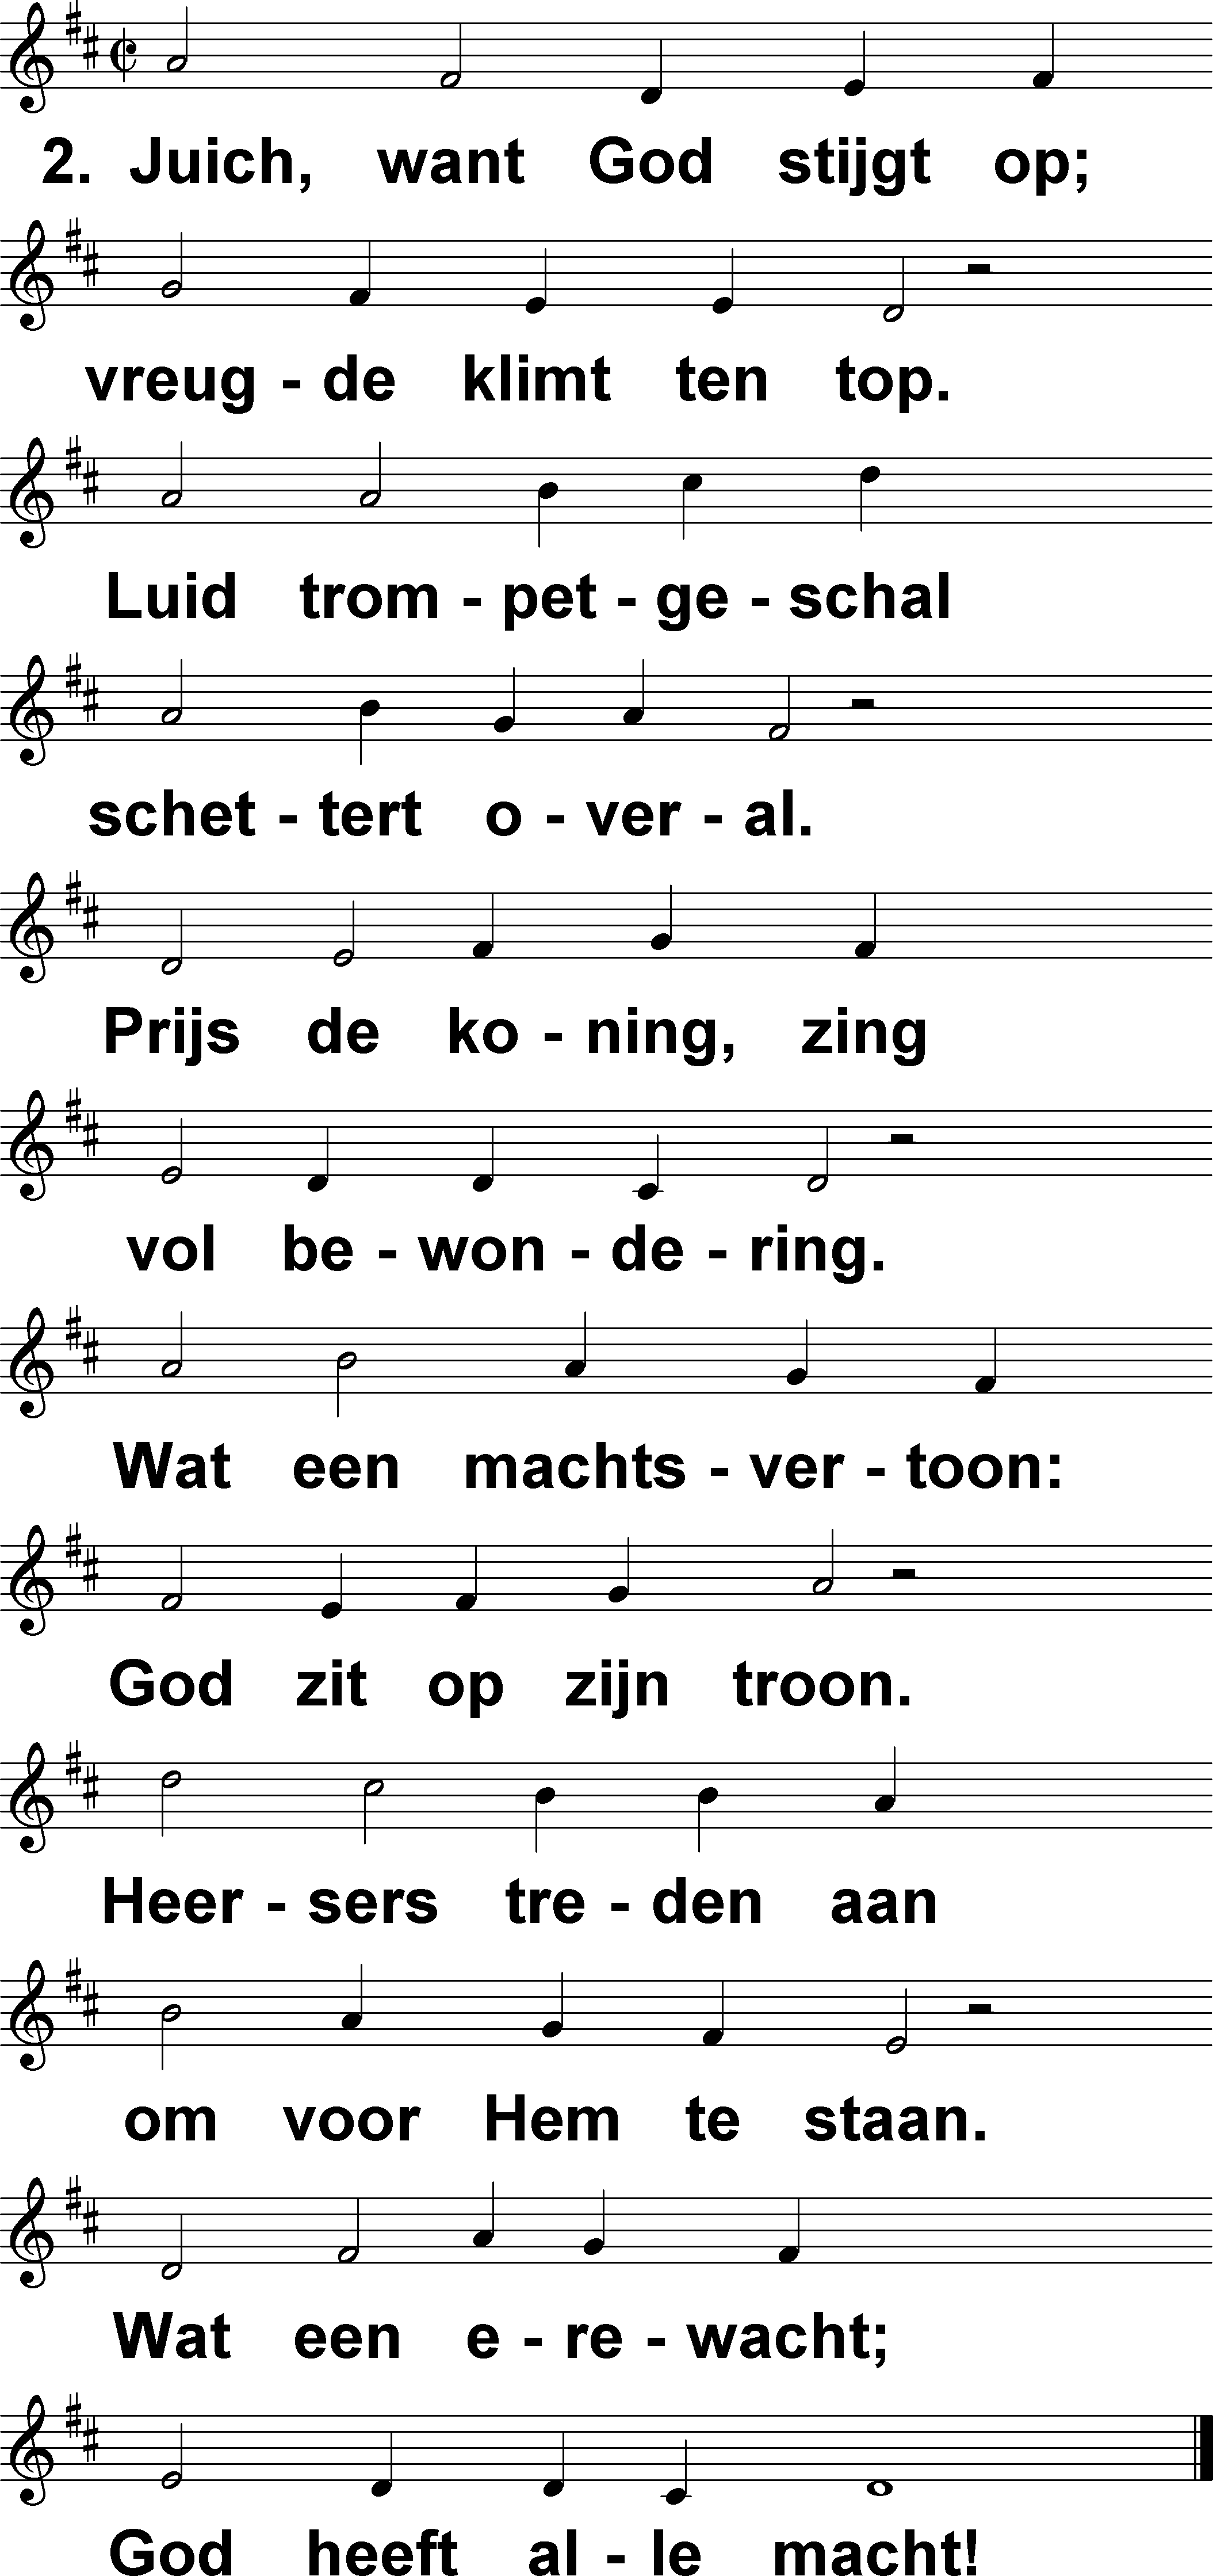 2. Juich, want God stijgt op;
vreug - de klimt ten top.
Luid trom - pet - ge - schal
schet - tert o - ver - al.
Prijs de ko - ning, zing
vol be - won - de - ring.
Wat een machts - ver - toon:
God zit op zijn troon.
Heer - sers tre - den aan
om voor Hem te staan.
Wat een e - re - wacht;
God heeft al - le macht!